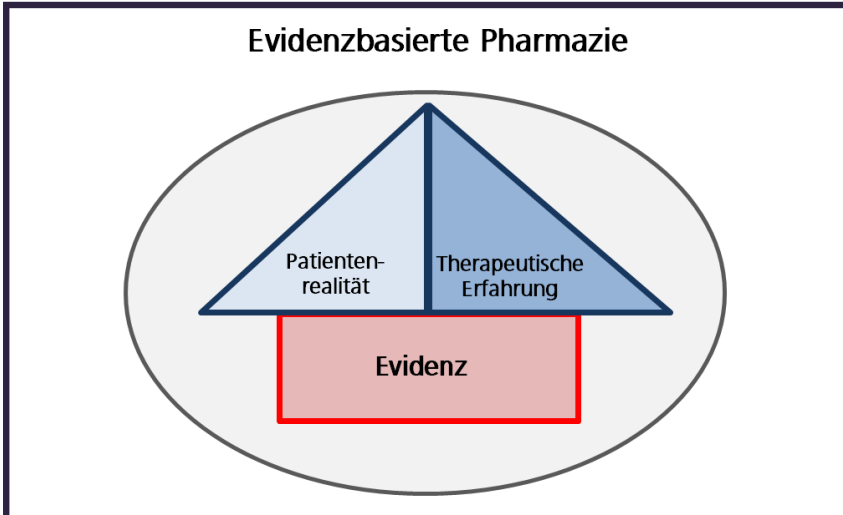 Evidenzbasierte Pharmazie
Patienten-
realität
Therapeutische
Erfahrung
Evidenz